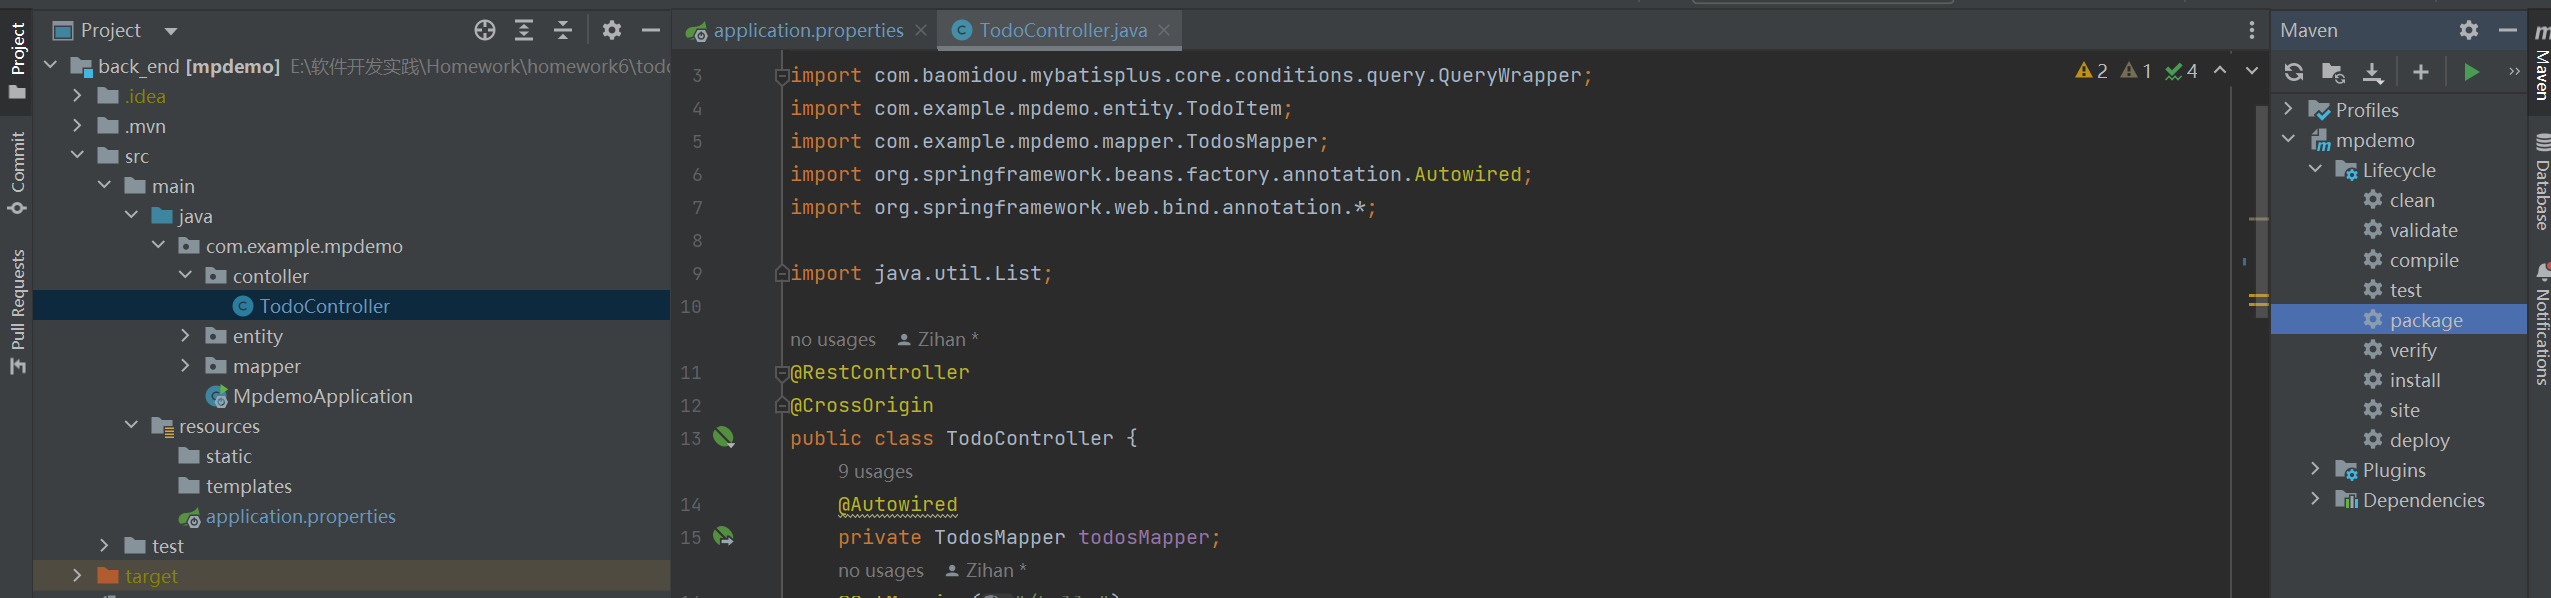 Project
application.properties
TodoController.java
Maven
Project
Commit
Pull Requests
back_end [mpdemo] E:\软件开发实践\Homework\homework6\todo
.idea
.mvn
src
main
java
com.example.mpdemo
contoller
TodoController
entity
mapper
MpdemoApplication
resources
static
templates
application.properties
test
target
2 1 4
3 import com.baomidou.mybatisplus.core.conditions.query.QueryWrapper;
4 import com.example.mpdemo.entity.TodoItem;
5 import com.example.mpdemo.mapper.TodosMapper;
6 import org.springframework.beans.factory.annotation.Autowired;
7 import org.springframework.web.bind.annotation.*;
8
9 import java.util.List;
10
no usages Zihan *
11 @RestController
12 @CrossOrigin
13 public class TodoController {
9 usages
14 @Autowired
15 private TodosMapper todosMapper;
no usages Zihan *
Profiles
mpdemo
Lifecycle
clean
validate
compile
test
package
verify
install
site
deploy
Plugins
Dependencies
Maven
Database
Notifications